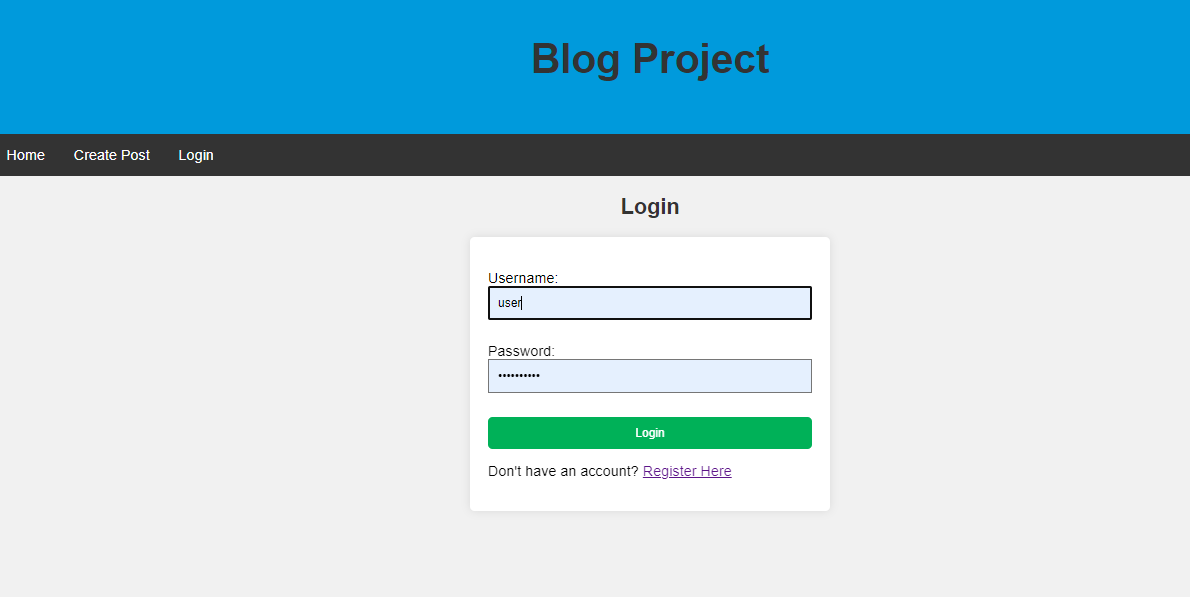 Blog Project
Home Create Post Login
Login
Username:
user
Password:
••••••••••
Login
Don't have an account? Register Here